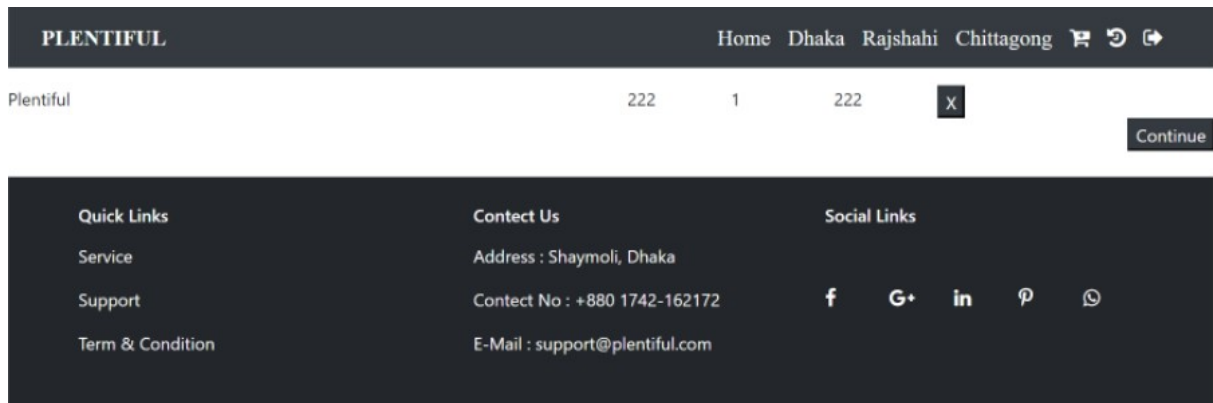 PLENTIFUL Home Dhaka Rajshahi Chittagong
Plentiful 222 1 222 X
Continue
Quick Links Contect Us Social Links
Service Address : Shaymoli, Dhaka
Support Contect No : +880 1742-162172 f G+ in
Term & Condition E-Mail : support@plentiful.com